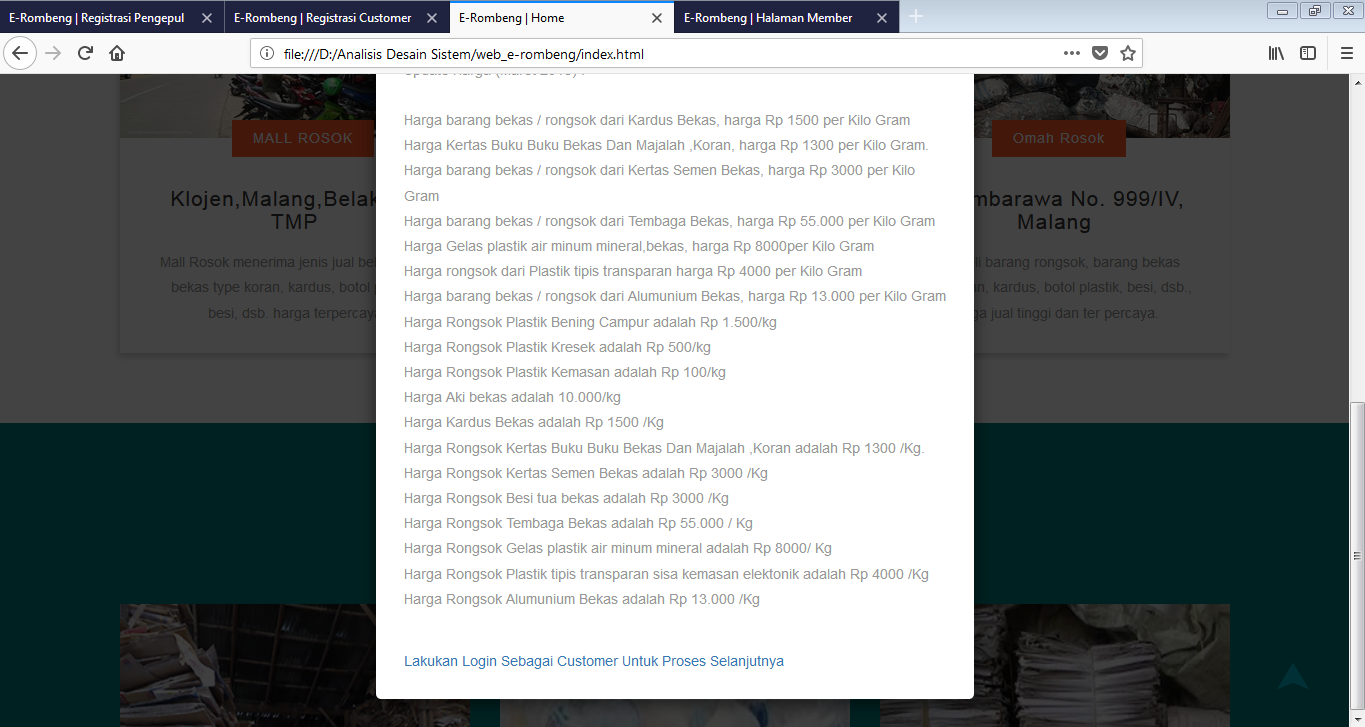 E-Rombeng | Registrasi Pengepul
E-Rombeng | Registrasi Customer
E-Rombeng | Home
E-Rombeng | Halaman Member
file:///D:/Analisis Desain Sistem/web_e-rombeng/index.html
Update Harga (Maret 2018) :
Harga barang bekas / rongsok dari Kardus Bekas, harga Rp 1500 per Kilo Gram
Harga Kertas Buku Buku Bekas Dan Majalah ,Koran, harga Rp 1300 per Kilo Gram.
Harga barang bekas / rongsok dari Kertas Semen Bekas, harga Rp 3000 per Kilo
Gram
Harga barang bekas / rongsok dari Tembaga Bekas, harga Rp 55.000 per Kilo Gram
Harga Gelas plastik air minum mineral,bekas, harga Rp 8000per Kilo Gram
Harga rongsok dari Plastik tipis transparan harga Rp 4000 per Kilo Gram
Harga barang bekas / rongsok dari Alumunium Bekas, harga Rp 13.000 per Kilo Gram
Harga Rongsok Plastik Bening Campur adalah Rp 1.500/kg
Harga Rongsok Plastik Kresek adalah Rp 500/kg
Harga Rongsok Plastik Kemasan adalah Rp 100/kg
Harga Aki bekas adalah 10.000/kg
Harga Kardus Bekas adalah Rp 1500 /Kg
Harga Rongsok Kertas Buku Buku Bekas Dan Majalah ,Koran adalah Rp 1300 /Kg.
Harga Rongsok Kertas Semen Bekas adalah Rp 3000 /Kg
Harga Rongsok Besi tua bekas adalah Rp 3000 /Kg
Harga Rongsok Tembaga Bekas adalah Rp 55.000 / Kg
Harga Rongsok Gelas plastik air minum mineral adalah Rp 8000/ Kg
Harga Rongsok Plastik tipis transparan sisa kemasan elektonik adalah Rp 4000 /Kg
Harga Rongsok Alumunium Bekas adalah Rp 13.000 /Kg
Lakukan Login Sebagai Customer Untuk Proses Selanjutnya
MALL ROSOK
Klojen,Malang,Belak
TMP
Mall Rosok menerima jenis jual be
bekas type koran, kardus, botol
besi, dsb. harga terpercaya
Omah Rosok
mbarawa No. 999/IV,
Malang
li barang rongsok, barang bekas
n, kardus, botol plastik, besi, dsb.,
ga jual tinggi dan ter percaya.